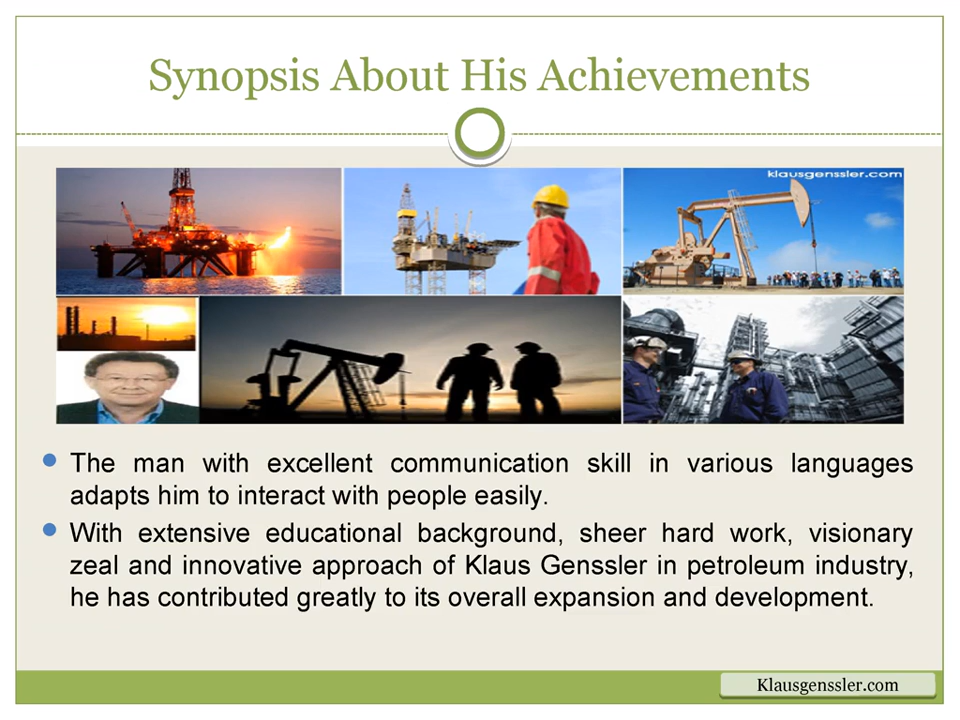 Synopsis About His Achievements
klausgenssler.com
The man with excellent communication skill in various languages
adapts him to interact with people easily.
With extensive educational background, sheer hard work, visionary
zeal and innovative approach of Klaus Genssler in petroleum industry,
he has contributed greatly to its overall expansion and development.
Klausgenssler.com